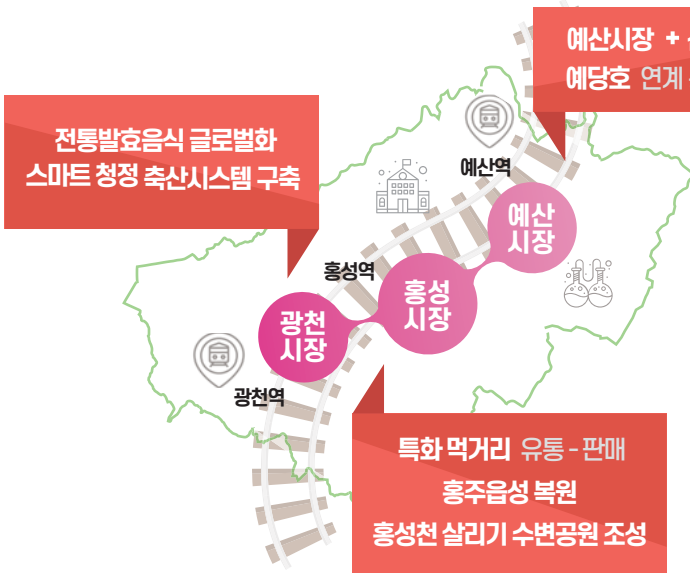 예산시장 +
예당호 연계
전통발효음식 글로벌화
스마트 청정 축산시스템 구축
예산역
예산
시장
홍성역
홍성
시장
광천
시장
광천역
특화 먹거리 유통-판매
홍주읍성 복원
홍성천 살리기 수변공원 조성